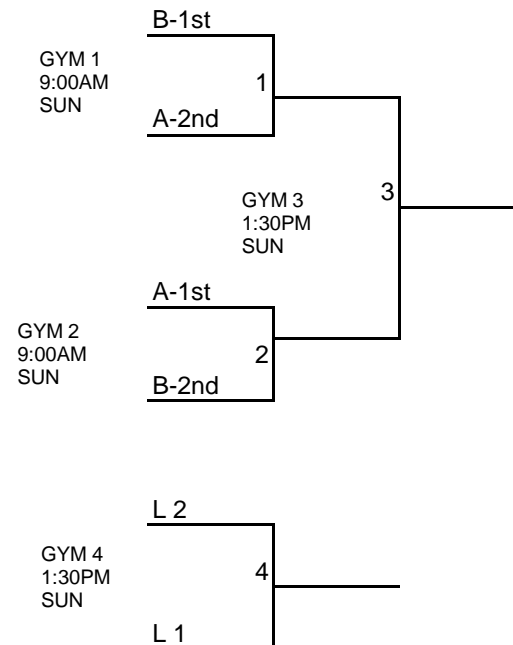 B-1st
GYM 1
9:00AM
SUN
1
A-2nd
GYM 3
1:30PM
SUN
3
A-1st
GYM 2
9:00AM
SUN
2
B-2nd
L 2
GYM 4
1:30PM
SUN
4
L 1